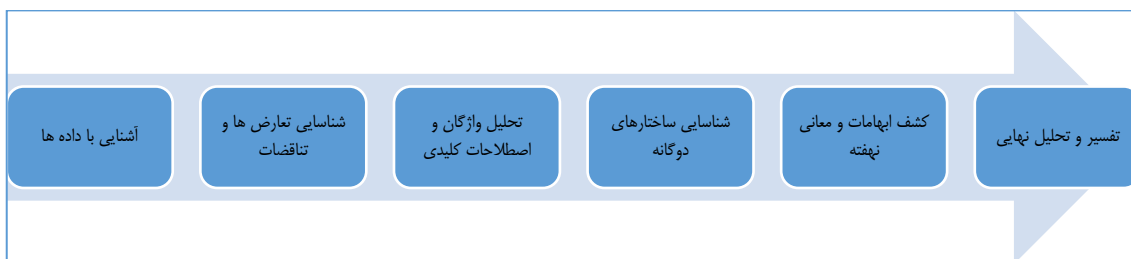 آشنایی با داده ها
شناسایی تعارض ها و
تناقضات
تحلیل واژگان و
اصطلاحات کلیدی
شناسایی ساختارهای
دوگانه
کشف ابهامات و معانی
نهفته
تفسیر و تحلیل نهایی